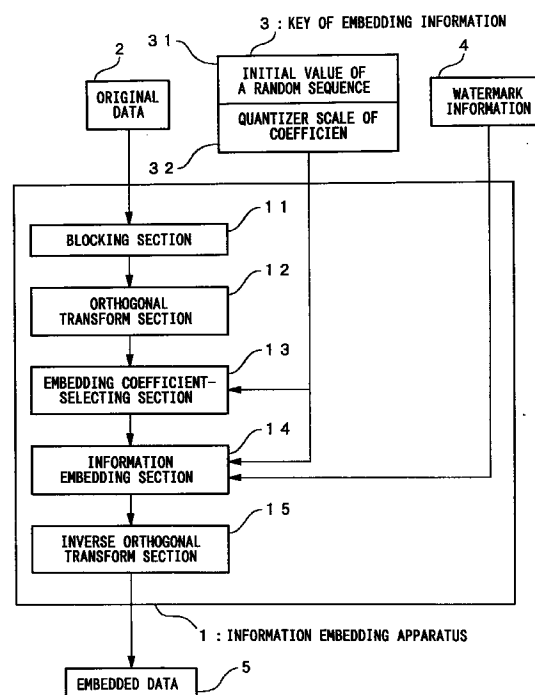 31
3 : KEY OF EMBEDDING INFORMATION
2
4
ORIGINAL
DATA
INITIAL VALUE OF
A RANDOM SEQUENCE
QUANTIZER SCALE OF
COEFFICIEN
WATERMARK
INFORMATION
32
11
BLOCKING SECTION
12
ORTHOGONAL
TRANSFORM SECTION
13
EMBEDDING COEFFICIENT-
SELECTING SECTION
14
INFORMATION
EMBEDDING SECTION
15
INVERSE ORTHOGONAL
TRANSFORM SECTION
1 : INFORMATION EMBEDDING APPARATUS
5
EMBEDDED DATA